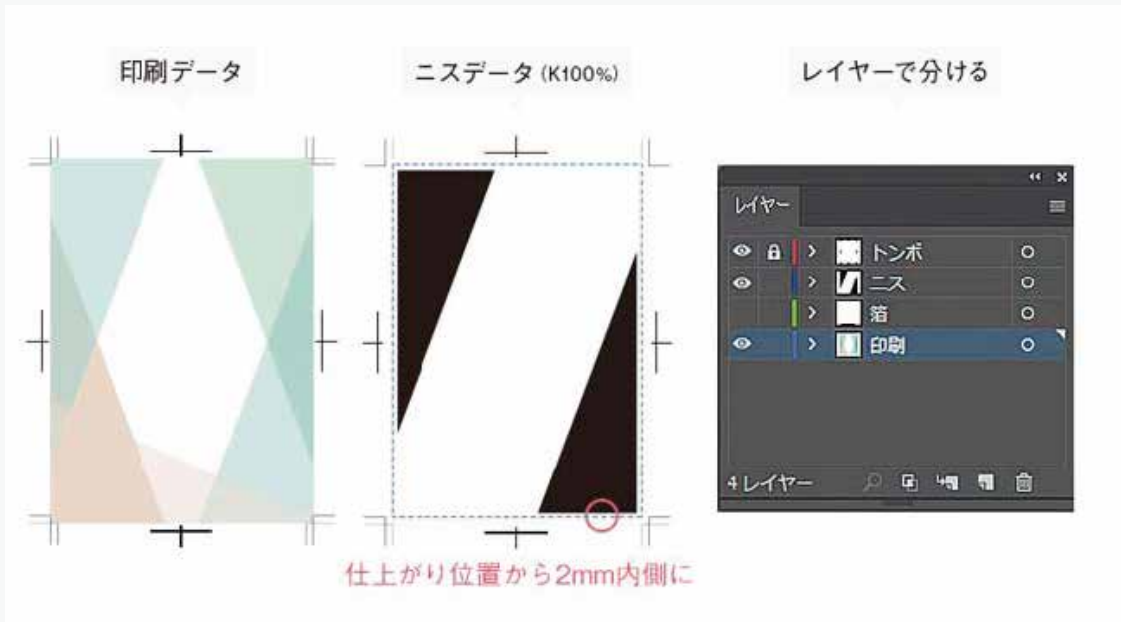 印刷データ
ニスデータ(K100%)
レイヤーで分ける
レイヤー
トンボ
ニス
箔
印刷
4レイヤー
仕上がり位置から2mm内側に